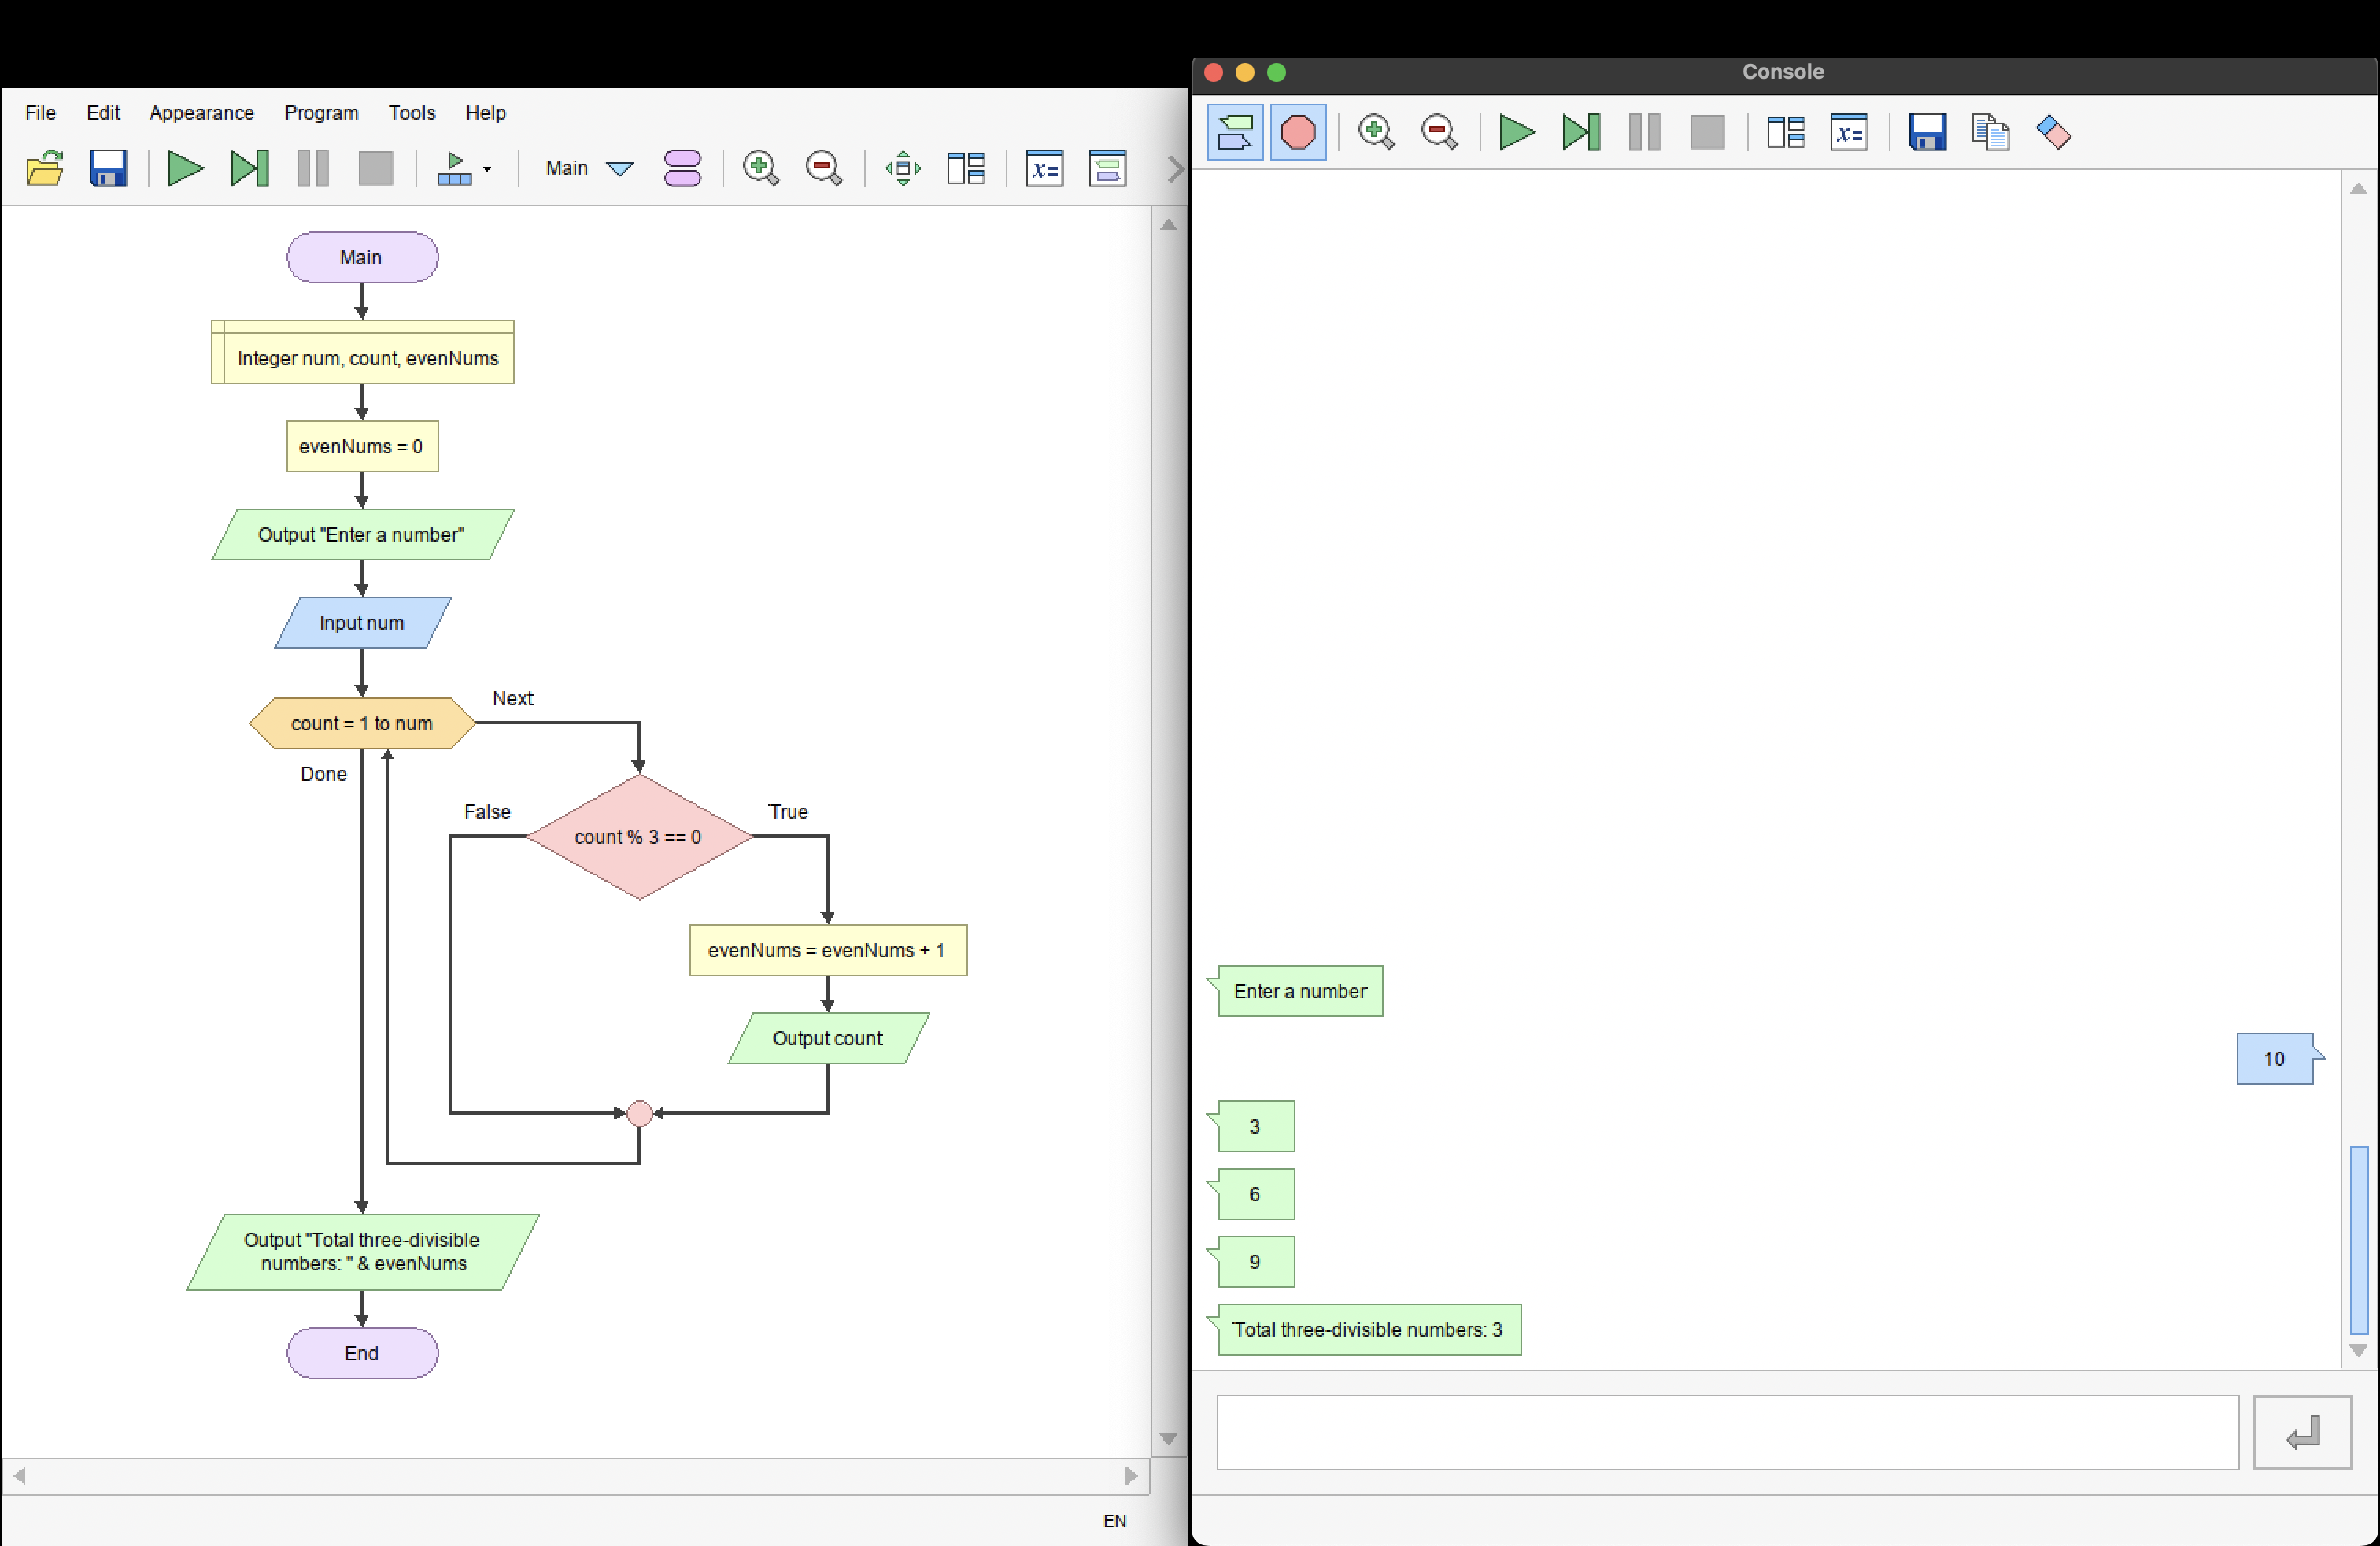 File Edit Appearance Program Tools Help
Main
x=
Main
Integer num, count, evenNums
evenNums = 0
Output "Enter a number"
Input num
count = 1 to num
Next
Done
False
True
count % 3 == 0
evenNums = evenNums + 1
Output count
Output "Total three-divisible
numbers: " & evenNums
End
EN
Console
x=
Enter a number
10
3
6
9
Total three-divisible numbers: 3